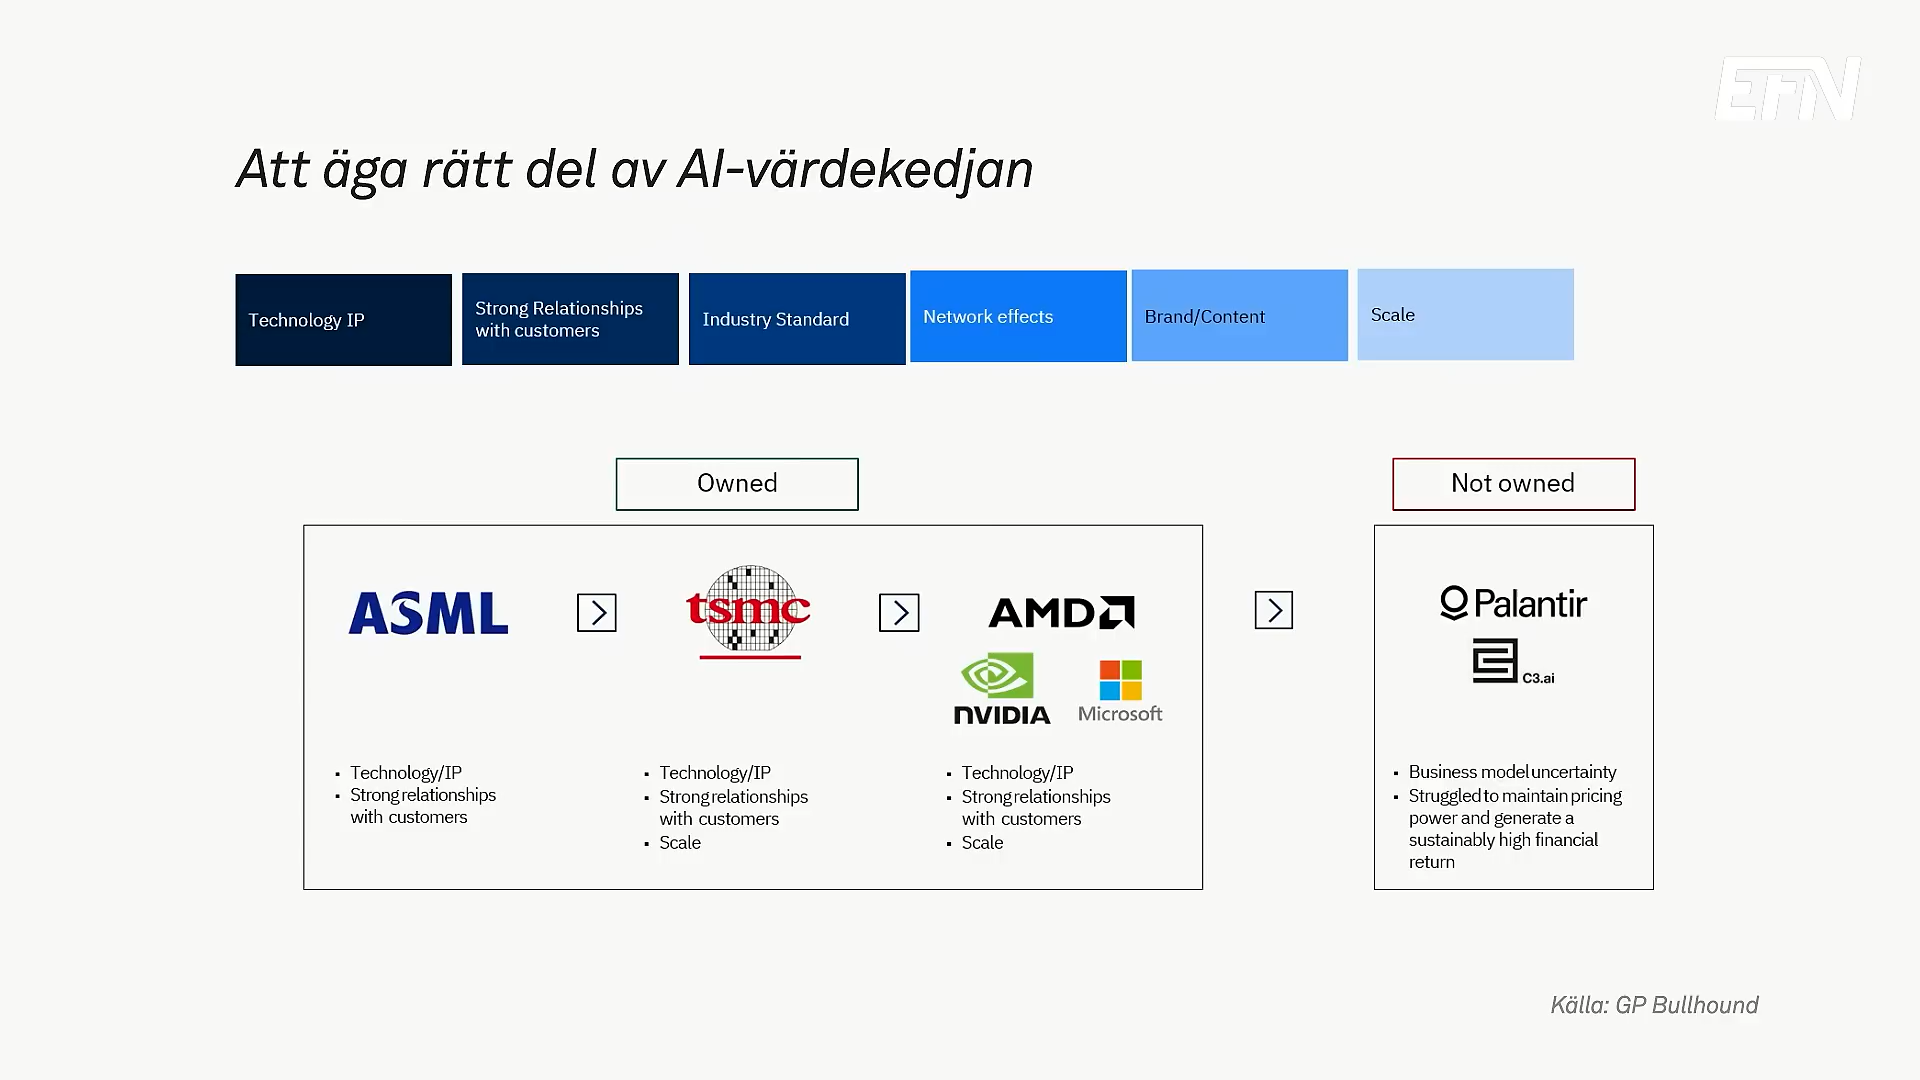 EFN
Att äga rätt del av AI-värdekedjan
Technology IP
Strong Relationships
with customers
Industry Standard
Network effects
Brand/Content
Scale
Owned
Not owned
ASML
tsmc
AMD
NVIDIA
Microsoft
Palantir
C3.ai
▪ Technology/IP
▪ Strong relationships
with customers
▪ Technology/IP
▪ Strong relationships
with customers
▪ Scale
▪ Technology/IP
▪ Strong relationships
with customers
▪ Scale
▪ Business model uncertainty
▪ Struggled to maintain pricing
power and generate a
sustainably high financial
return
Källa: GP Bullhound